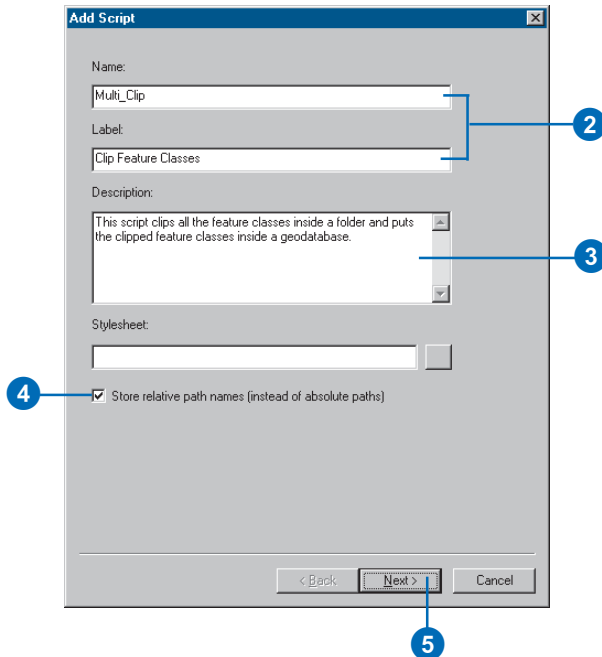 Add Script
Name:
Multi_Clip
2
Label:
Clip Feature Classes
Description:
This script clips all the feature classes inside a folder and puts
the clipped feature classes inside a geodatabase.
3
Stylesheet:
4
Store relative path names (instead of absolute paths)
< Back
Next >
Cancel
5